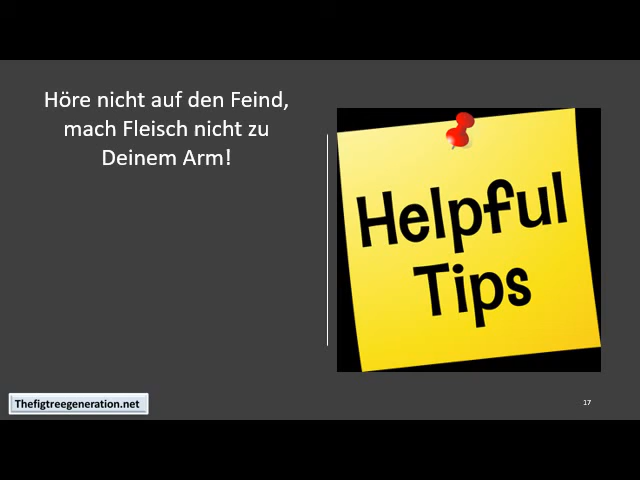 Höre nicht auf den Feind,
mach Fleisch nicht zu
Deinem Arm!
Helpful
Tips
Thefigtreegeneration.net
17